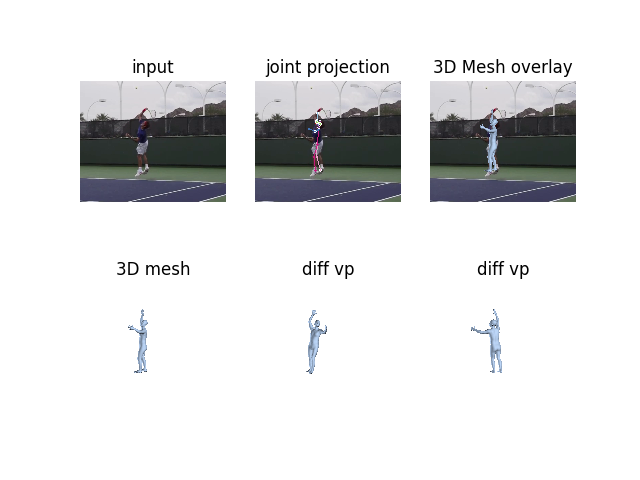 input
joint projection
3D Mesh overlay
3D mesh
diff vp
diff vp